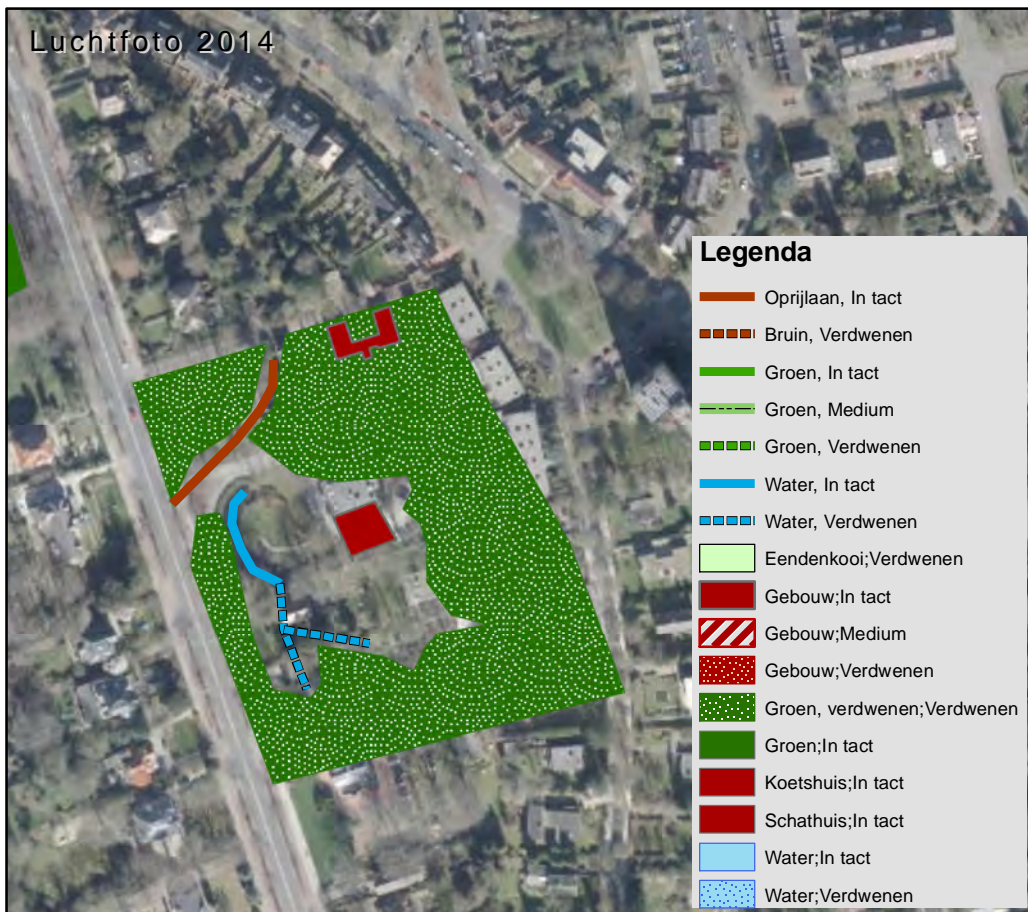 Luchtfoto 2014
Legenda
Oprijlaan, In tact
Bruin, Verdwenen
Groen, In tact
Groen, Medium
Groen, Verdwenen
Water, In tact
Water, Verdwenen
Eendenkooi;Verdwenen
Gebouw;In tact
Gebouw;Medium
Gebouw;Verdwenen
Groen, verdwenen;Verdwenen
Groen;In tact
Koetshuis;In tact
Schathuis;In tact
Water;In tact
Water;Verdwenen